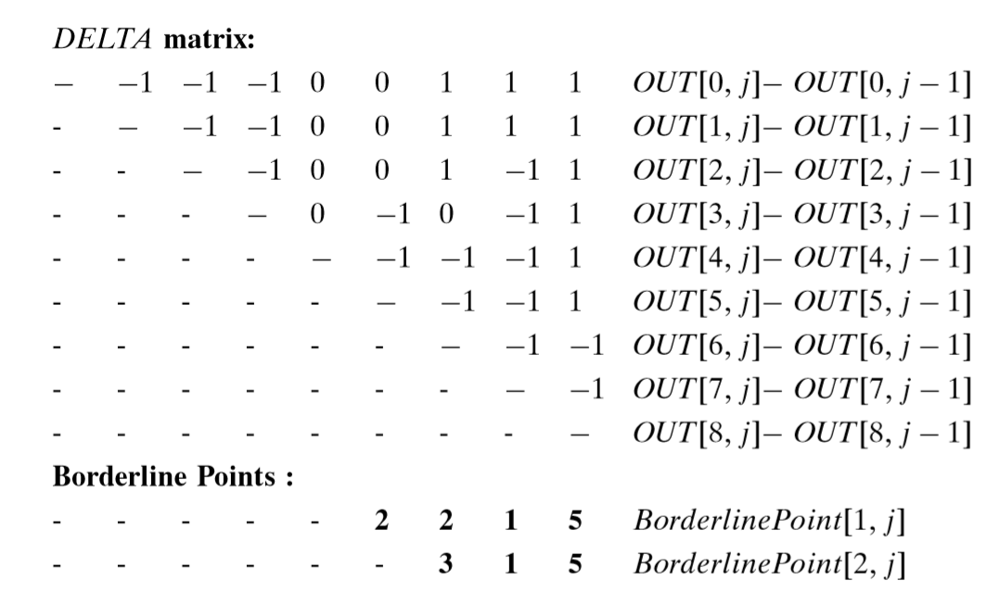 DELTA matrix:
– −1 −1 −1 0 0 1 1 1 OUT[0, j]− OUT[0, j − 1]
- – −1 −1 0 0 1 1 1 OUT[1, j]− OUT[1, j − 1]
- - – −1 0 0 1 −1 1 OUT[2, j]− OUT[2, j − 1]
- - - – 0 −1 0 −1 1 OUT[3, j]− OUT[3, j − 1]
- - - - – −1 −1 −1 1 OUT[4, j]− OUT[4, j − 1]
- - - - - – −1 −1 1 OUT[5, j]− OUT[5, j − 1]
- - - - - - – −1 −1 OUT[6, j]− OUT[6, j − 1]
- - - - - - - – −1 OUT[7, j]− OUT[7, j − 1]
- - - - - - - - – OUT[8, j]− OUT[8, j − 1]
Borderline Points :
- - - - - 2 2 1 5 BorderlinePoint[1, j]
- - - - - - 3 1 5 BorderlinePoint[2, j]